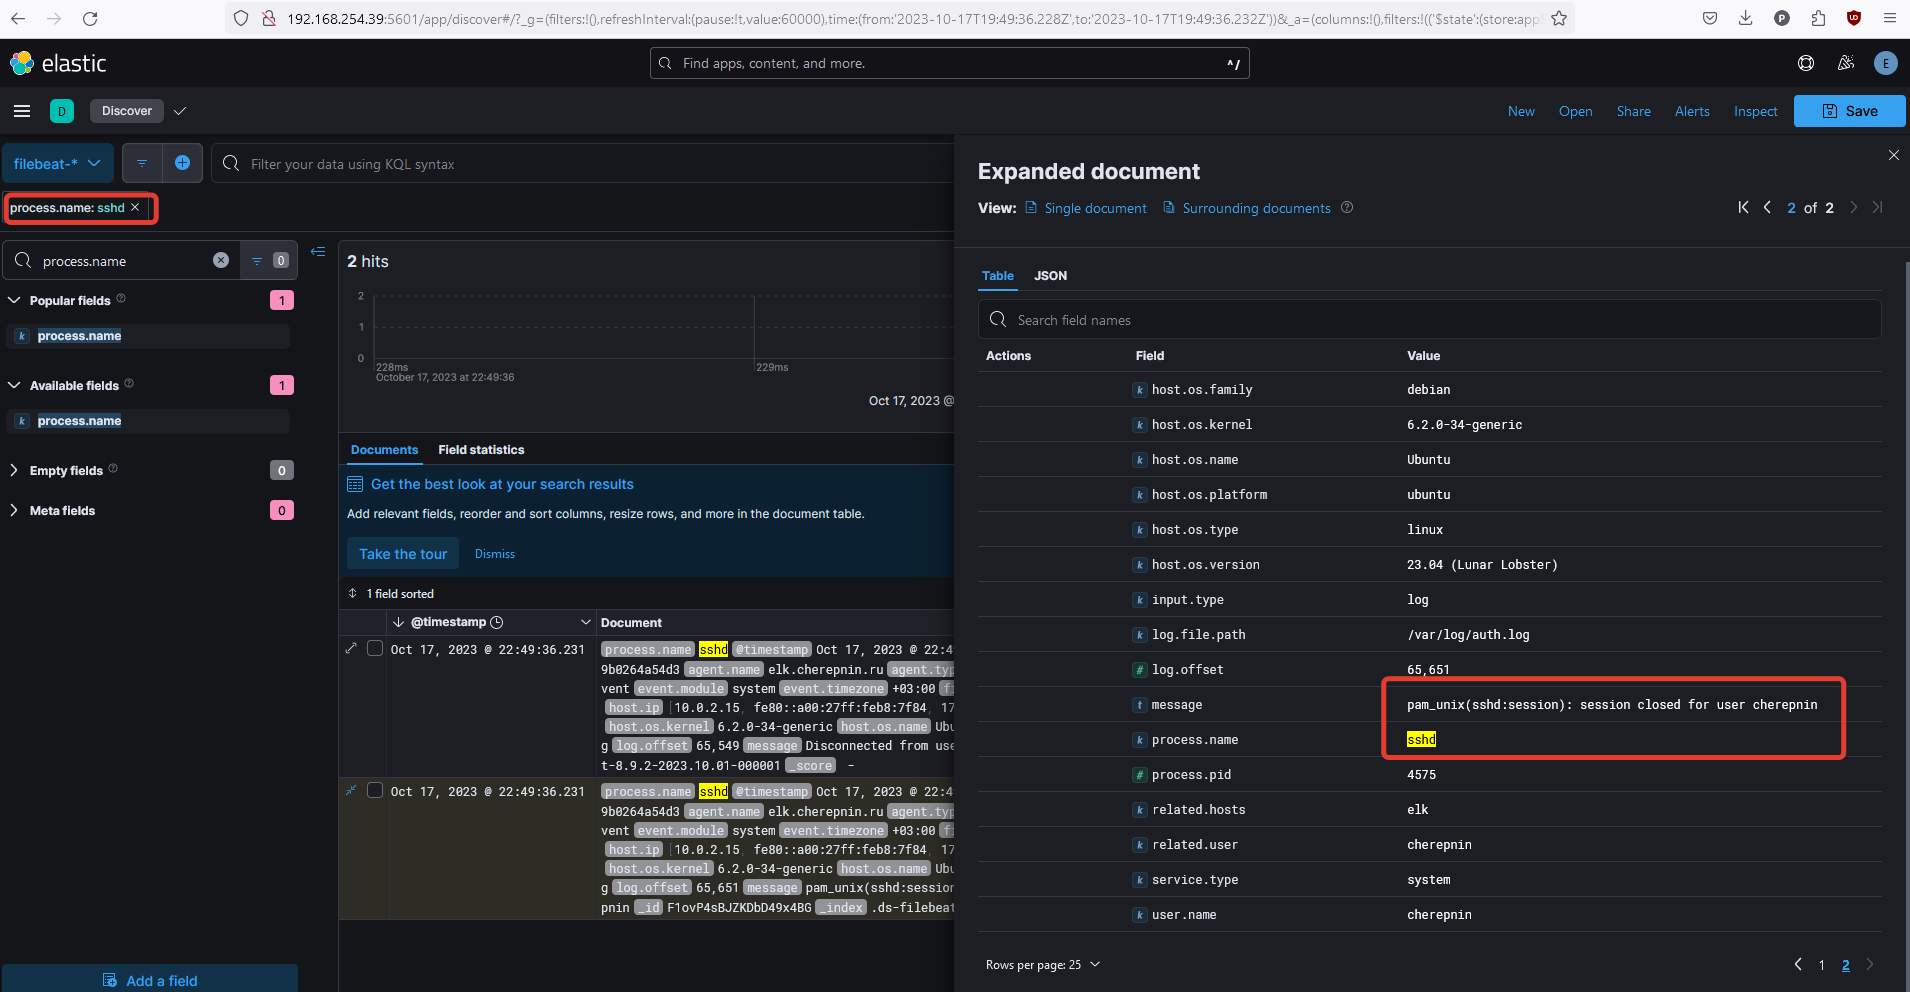 192.168.254.39:5601/app/discover#/?_g=(filters:!(),refreshInterval:(pause:!t,value:60000),time:(from:'2023-10-17T19:49:36.228Z',to:'2023-10-17T19:49:36.232Z'))&_a=(columns:!(),filters:!(('$state':(store:app
elastic
Find apps, content, and more.
^/
E
D
Discover
New
Open
Share
Alerts
Inspect
Save
filebeat-*
Filter your data using KQL syntax
process.name: sshd
process.name
0
Popular fields
1
k process.name
Available fields
1
k process.name
Empty fields
0
Meta fields
0
Add a field
2 hits
2
1
0
228ms
229ms
October 17, 2023 at 22:49:36
Oct 17, 2023 @
Documents
Field statistics
Get the best look at your search results
Add relevant fields, reorder and sort columns, resize rows, and more in the document table.
Take the tour
Dismiss
1 field sorted
@timestamp
Document
Oct 17, 2023 @ 22:49:36.231
process.name sshd @timestamp Oct 17, 2023 @ 22:4
9b0264a54d3 agent.name elk.cherepnin.ru agent.typ
vent event.module system event.timezone +03:00 f
host.ip [10.0.2.15, fe80::a00:27ff:feb8:7f84, 17
host.os.kernel 6.2.0-34-generic host.os.name Ubu
g log.offset 65,549 message Disconnected from use
t-8.9.2-2023.10.01-000001 _score -
Oct 17, 2023 @ 22:49:36.231
process.name sshd @timestamp Oct 17, 2023 @ 22:4
9b0264a54d3 agent.name elk.cherepnin.ru agent.typ
vent event.module system event.timezone +03:00 f
host.ip [10.0.2.15, fe80::a00:27ff:feb8:7f84, 17
host.os.kernel 6.2.0-34-generic host.os.name Ubu
g log.offset 65,651 message pam_unix(sshd:session
pnin _id F1ovP4sBJZKDbD49x4BG _index .ds-filebeat
Expanded document
View:
Single document
Surrounding documents
2 of 2
Table
JSON
Search field names
Actions
Field
Value
k host.os.family debian
k host.os.kernel 6.2.0-34-generic
k host.os.name Ubuntu
k host.os.platform ubuntu
k host.os.type linux
k host.os.version 23.04 (Lunar Lobster)
k input.type log
k log.file.path /var/log/auth.log
# log.offset 65,651
t message pam_unix(sshd:session): session closed for user cherepnin
k process.name sshd
# process.pid 4575
k related.hosts elk
k related.user cherepnin
k service.type system
k user.name cherepnin
Rows per page: 25
1
2